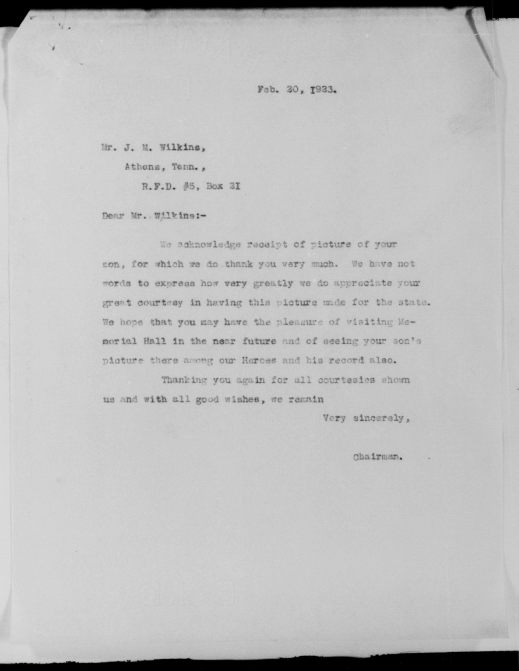 Feb. 20, 1923.
Mr. J. M. Wilkins,
Athens, Tenn.,
R.F.D. #5, Box 21
Dear Mr. Wilkins:-
We acknowledge receipt of picture of your
son, for which we do thank you very much. We have not
words to express how very greatly we do appreciate your
great courtesy in having this picture made for the state.
We hope that you may have the pleasure of visiting Me-
morial Hall in the near future and of seeing your son's
picture there among our Heroes and his record also.
Thanking you again for all courtesies shown
us and with all good wishes, we remain
Very sincerely,
Chairman.